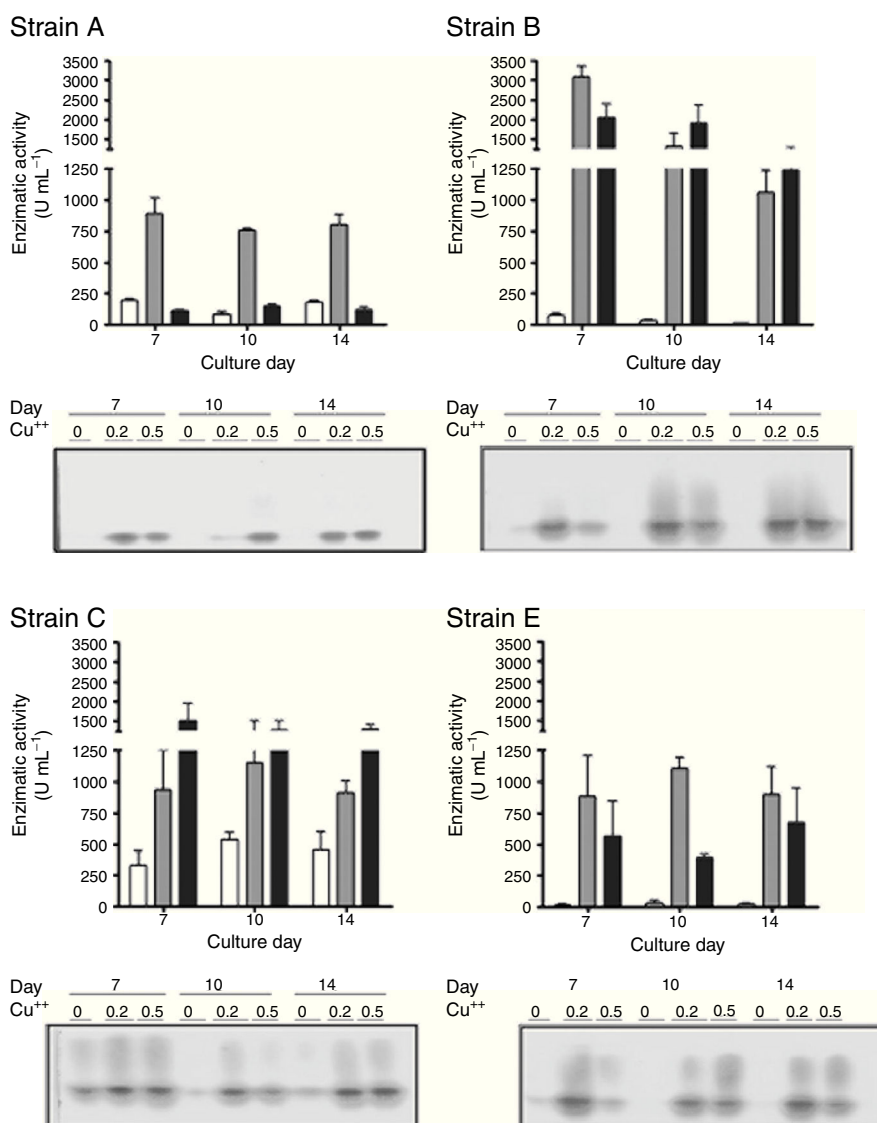 Strain A
Enzimatic activity
(U mL⁻¹)
3500
3000
2500
2000
1500
1250
1000
750
500
250
0
7 10 14
Culture day
Day 7 10 14
Cu⁺⁺ 0 0.2 0.5 0 0.2 0.5 0 0.2 0.5
Strain B
Enzimatic activity
(U mL⁻¹)
3500
3000
2500
2000
1500
1250
1000
750
500
250
0
7 10 14
Culture day
7 10 14
0 0.2 0.5 0 0.2 0.5 0 0.2 0.5
Strain C
Enzimatic activity
(U mL⁻¹)
3500
3000
2500
2000
1500
1250
1000
750
500
250
0
7 10 14
Culture day
Day 7 10 14
Cu⁺⁺ 0 0.2 0.5 0 0.2 0.5 0 0.2 0.5
Strain E
Enzimatic activity
(U mL⁻¹)
3500
3000
2500
2000
1500
1250
1000
750
500
250
0
7 10 14
Culture day
Day 7 10 14
Cu⁺⁺ 0 0.2 0.5 0 0.2 0.5 0 0.2 0.5